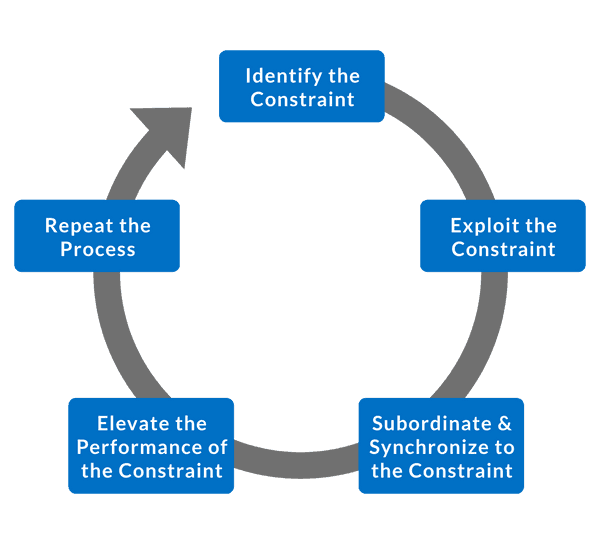 Identify the
Constraint
Exploit the
Constraint
Subordinate &
Synchronize to
the Constraint
Elevate the
Performance of
the Constraint
Repeat the
Process